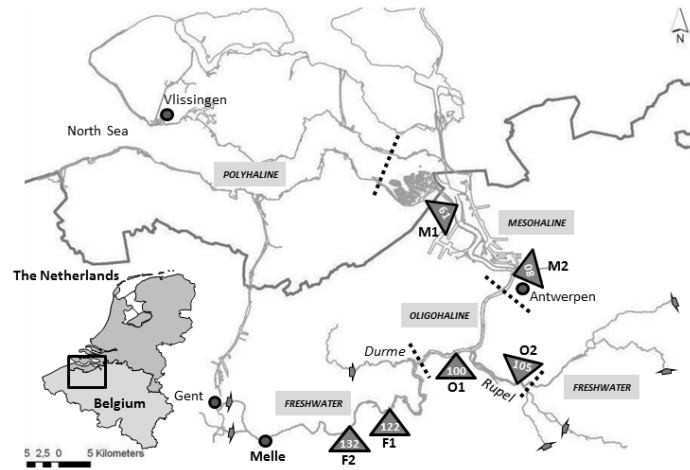 N
Vlissingen
North Sea
POLYHALINE
61
M1
MESOHALINE
80
M2
Antwerpen
The Netherlands
OLIGOHALINE
Durme
O2
105
100
O1
Rupel
FRESHWATER
Belgium
Gent
FRESHWATER
122
F1
132
F2
Melle
5 2,5 0 5 Kilometers